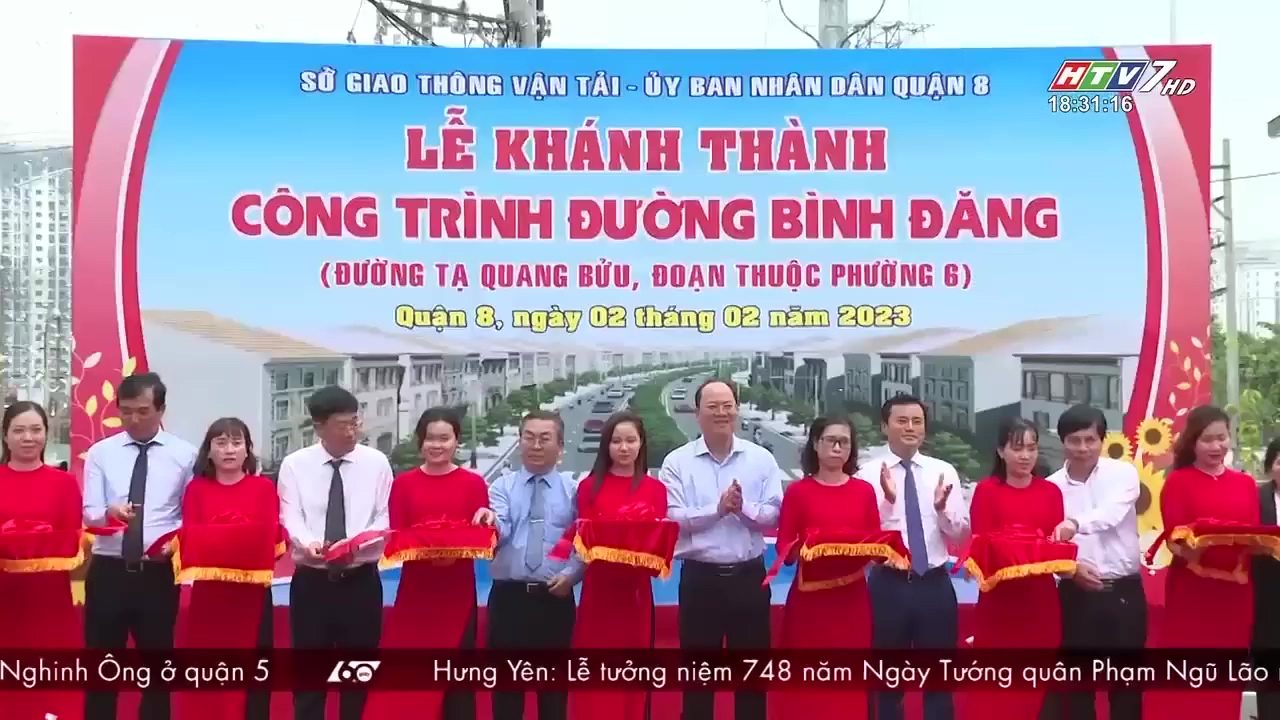 SỞ GIAO THÔNG VẬN TẢI - ỦY BAN NHÂN DÂN QUẬN 8
HTV7 HD
18:31:16
LỄ KHÁNH THÀNH
CÔNG TRÌNH ĐƯỜNG BÌNH ĐĂNG
(ĐƯỜNG TẠ QUANG BỬU, ĐOẠN THUỘC PHƯỜNG 6)
Quận 8, ngày 02 tháng 02 năm 2023
Nghinh Ông ở quận 5 60 giây Hưng Yên: Lễ tưởng niệm 748 năm Ngày Tướng quân Phạm Ngũ Lão